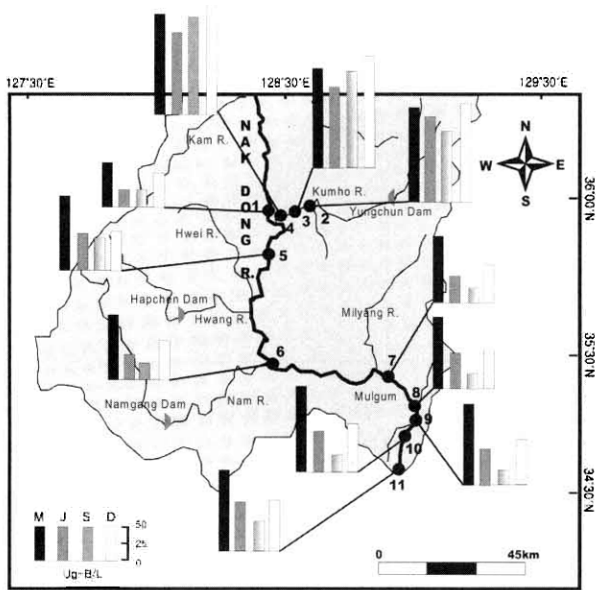 127°30'E
128°30'E
129°30'E
N
W E
S
36°00'N
35°30'N
34°30'N
NAK DONG R.
Kam R.
Kumho R.
Yungchun Dam
Hwei R.
Hapchen Dam
Hwang R.
Milyang R.
Mulgum
Namgang Dam
Nam R.
1
4
3
2
5
6
7
8
9
10
11
M J S D
50
25
0
Ug-B/L
0 45km